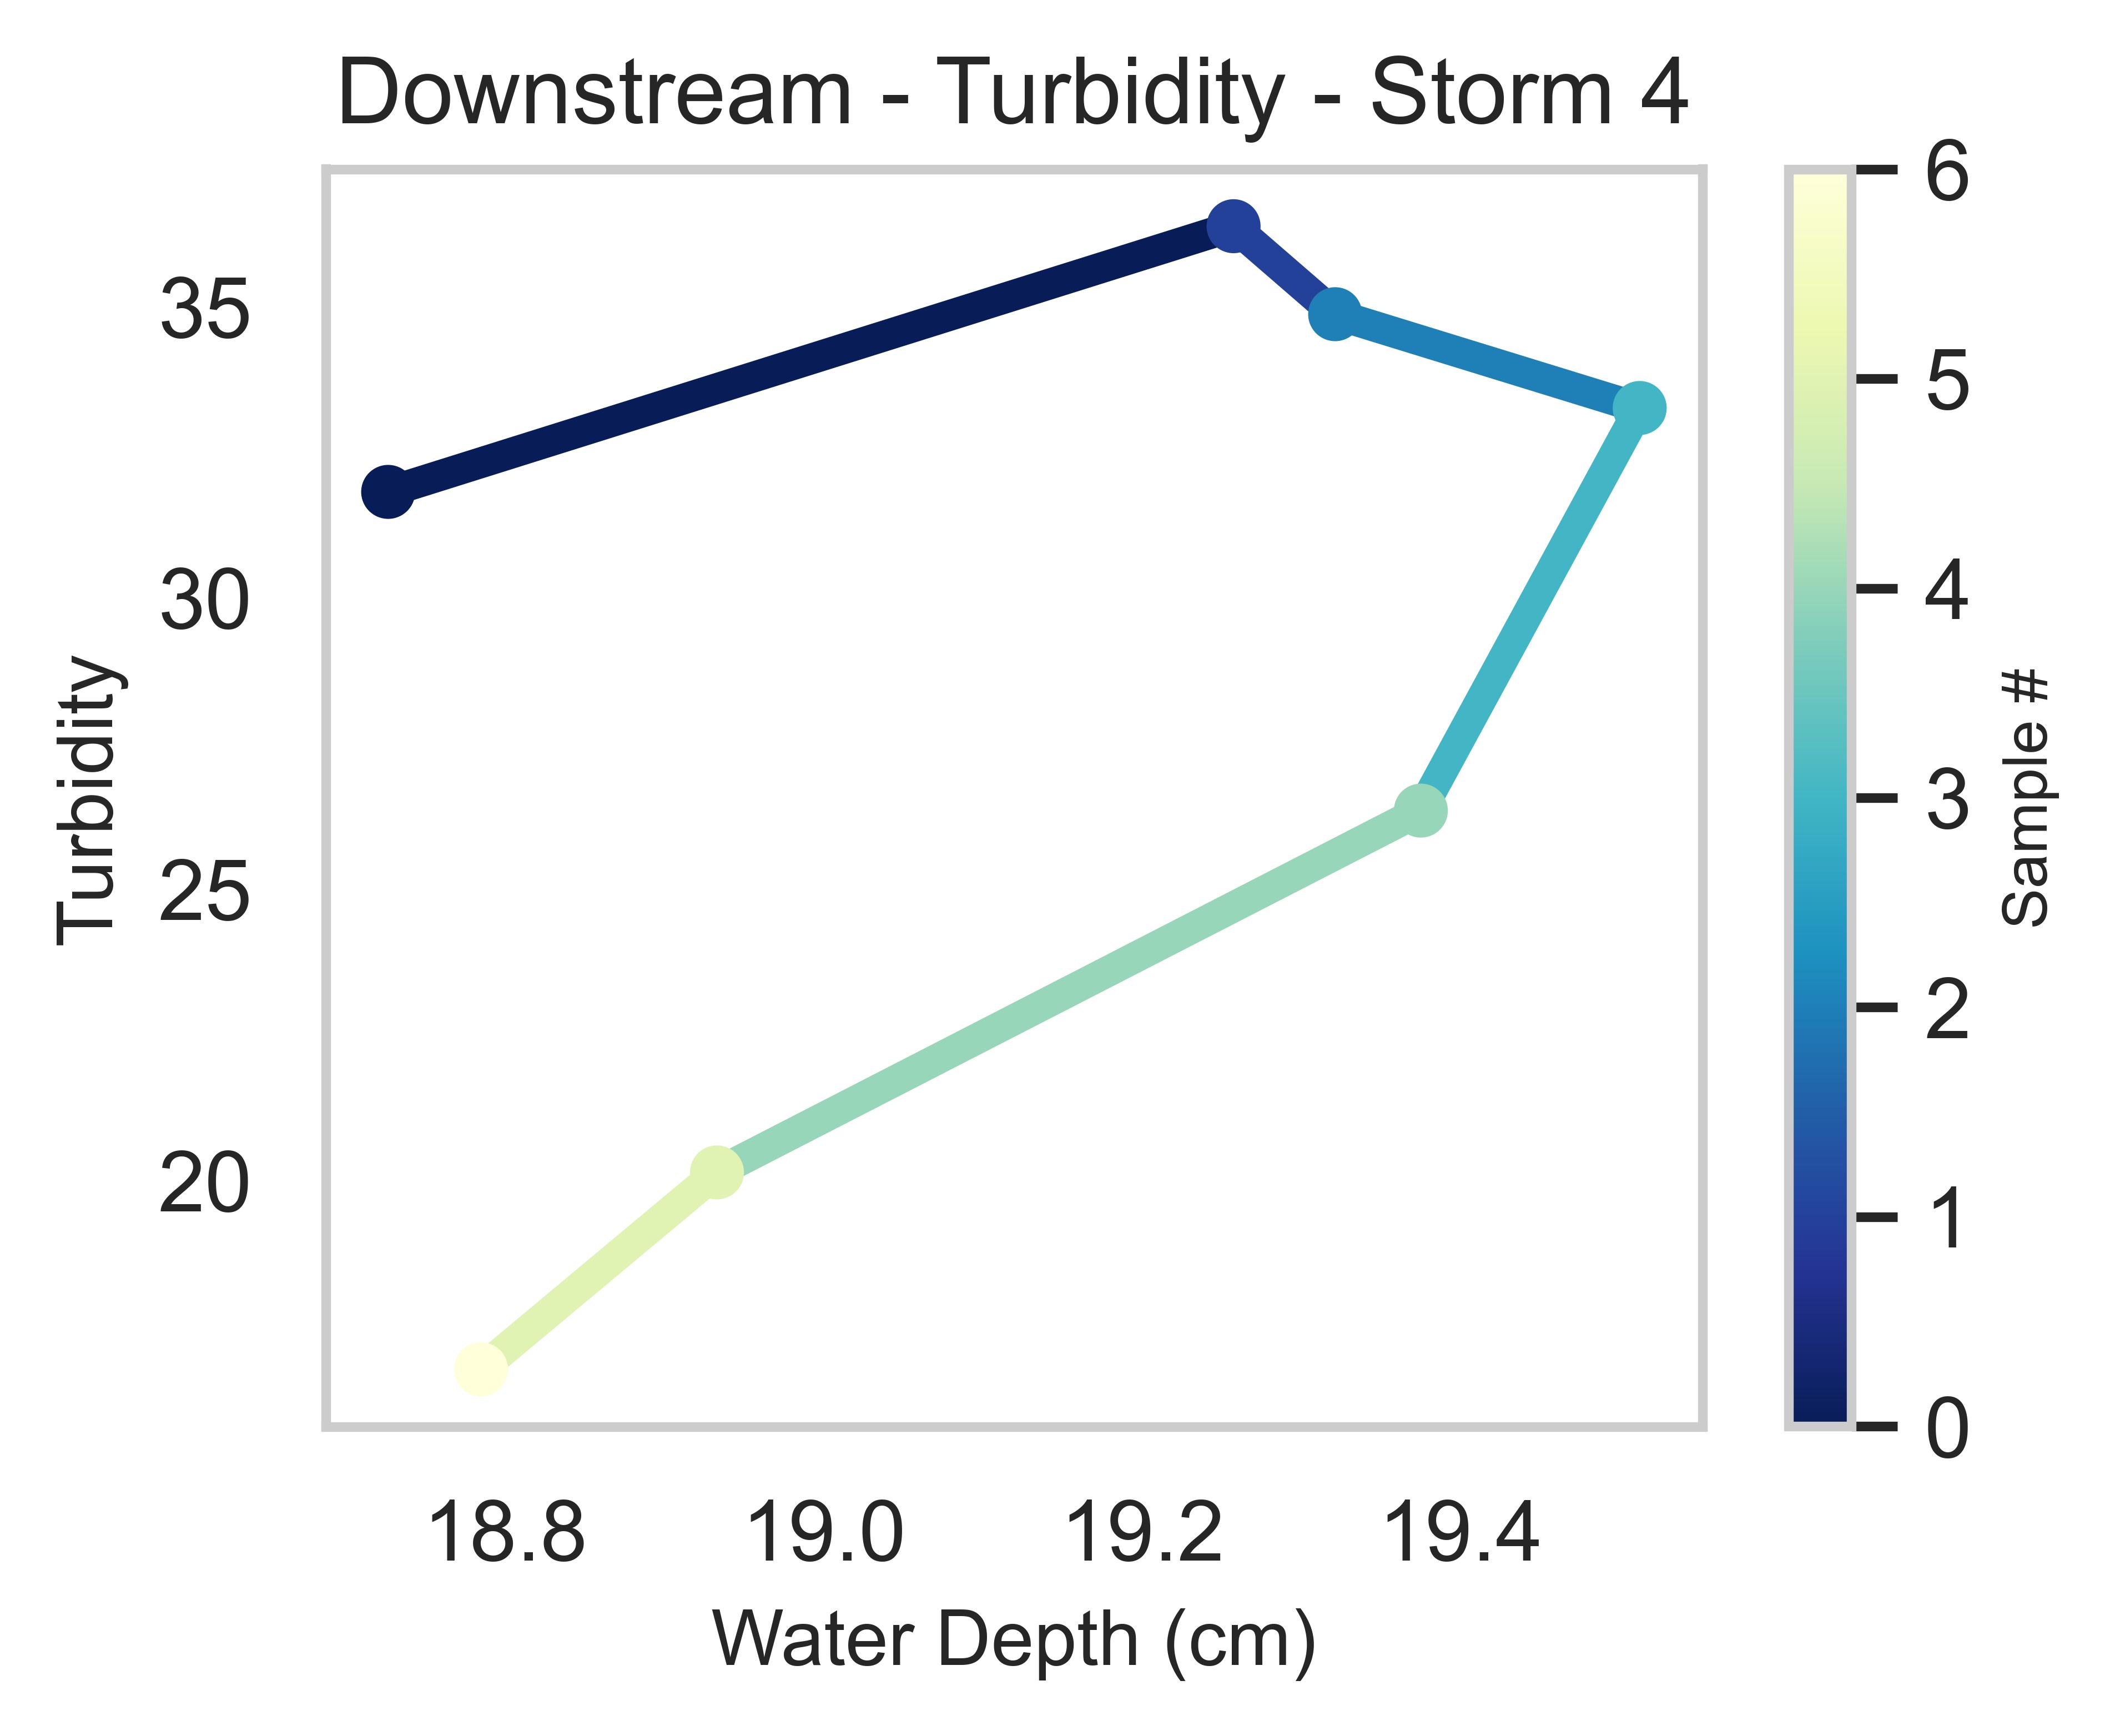 Downstream - Turbidity - Storm 4
Turbidity
35
30
25
20
18.8 19.0 19.2 19.4
Water Depth (cm)
6
5
4
3
2
1
0
Sample #